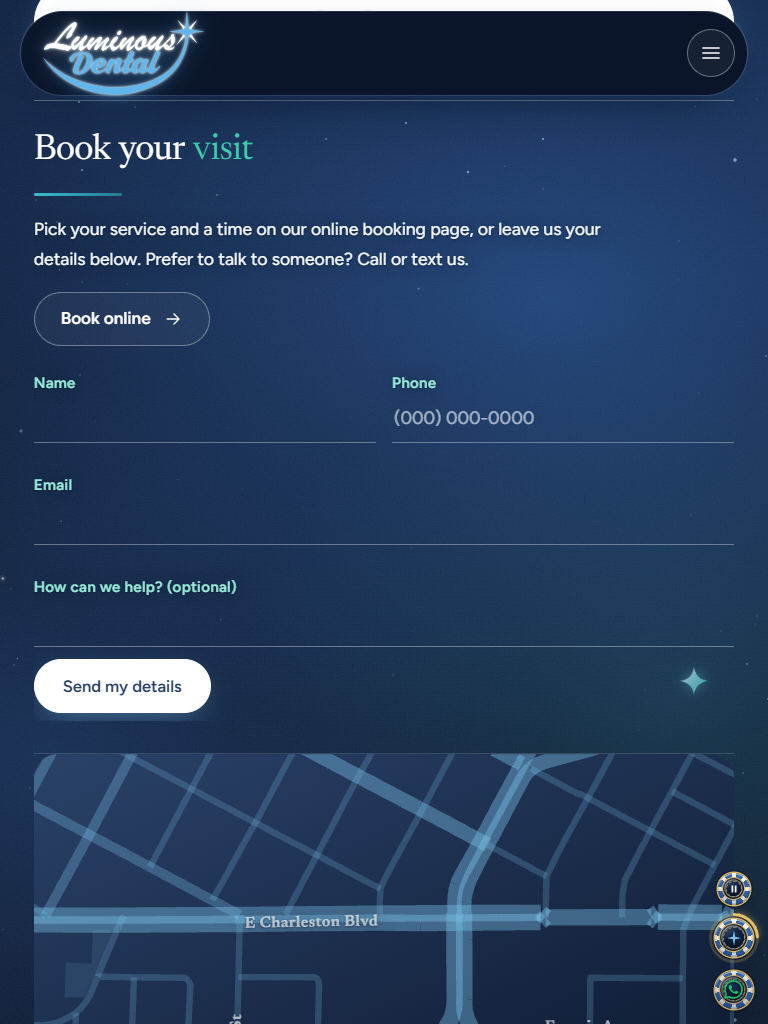 Luminous
Dental
Book your visit
Pick your service and a time on our online booking page, or leave us your
details below. Prefer to talk to someone? Call or text us.
Book online
Name
Phone
(000) 000-0000
Email
How can we help? (optional)
Send my details
E Charleston Blvd